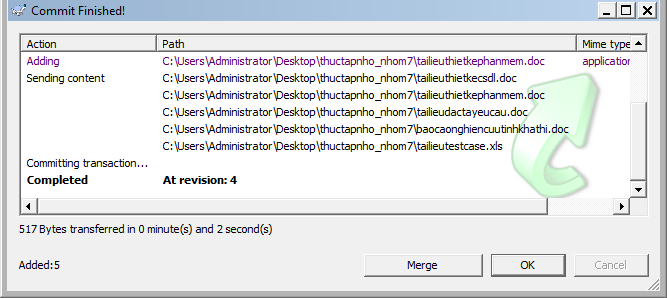 Commit Finished!
Action Path Mime type
Adding C:\Users\Administrator\Desktop\thuctapnho_nhom7\tailieuthietkephanmem.doc application
Sending content C:\Users\Administrator\Desktop\thuctapnho_nhom7\tailieuthietkecsdl.doc
C:\Users\Administrator\Desktop\thuctapnho_nhom7\tailieuthietkephanmem.doc
C:\Users\Administrator\Desktop\thuctapnho_nhom7\tailieudactayeucau.doc
C:\Users\Administrator\Desktop\thuctapnho_nhom7\baocaonghiencuutinhkhathi.doc
C:\Users\Administrator\Desktop\thuctapnho_nhom7\tailieutestcase.xls
Committing transaction...
Completed At revision: 4
517 Bytes transferred in 0 minute(s) and 2 second(s)
Added:5 Merge OK Cancel